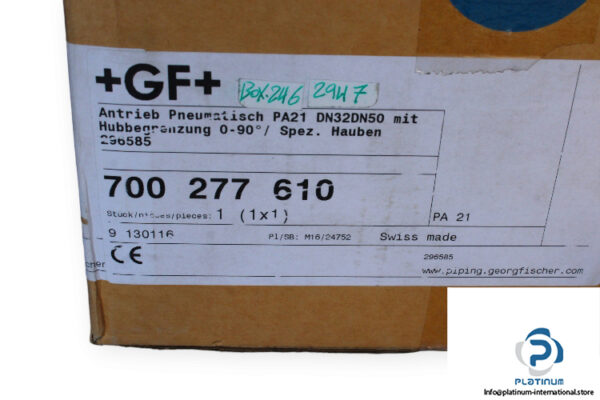 +GF+
BOX.246 2947
Antrieb Pneumatisch PA21 DN32DN50 mit
Hubbegrenzung 0-90°/ Spez. Hauben
296585
700 277 610
Stück/pièces/pieces: 1 (1x1)
PA 21
9 130116 Pl/SB: M16/24752 Swiss made
CE
296585
www.piping.georgfischer.com
PLATINUM
Info@platinum-international.store